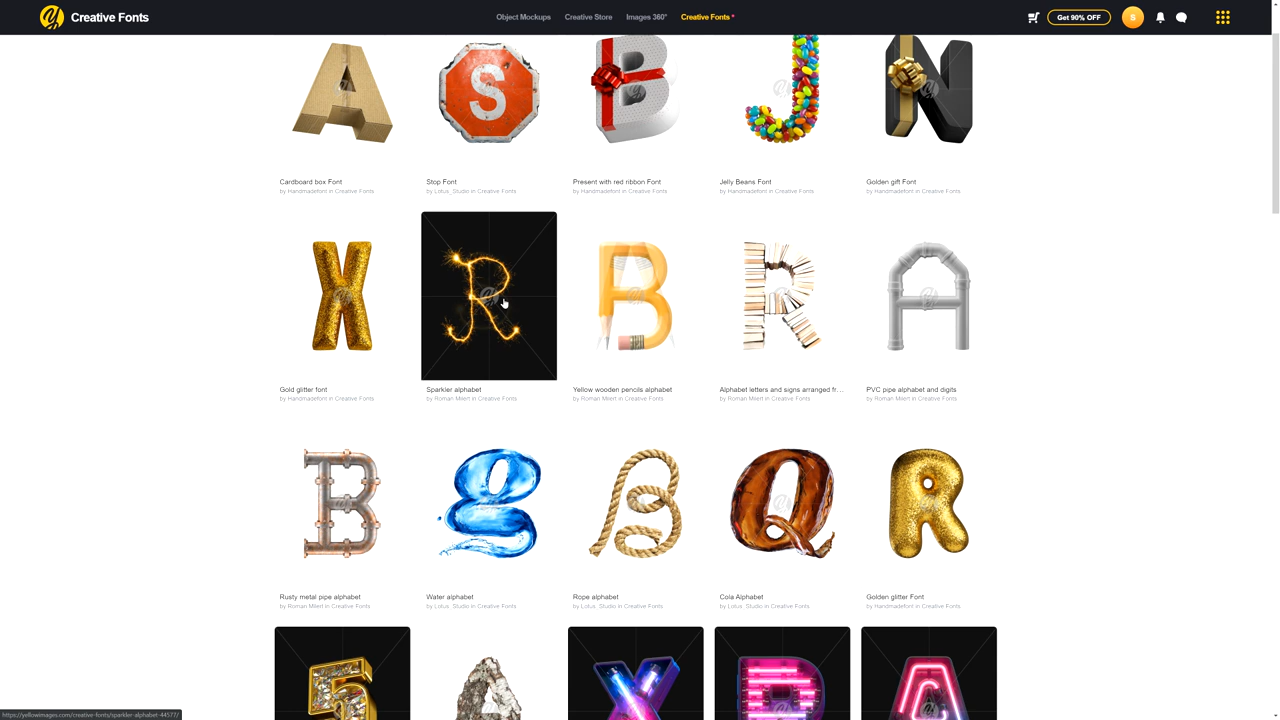 Creative Fonts
Object Mockups
Creative Store
Images 360°
Creative Fonts *
Get 90% OFF
S
A
S
B
J
N
Cardboard box Font
by Handmadefont in Creative Fonts
Stop Font
by Lotus_Studio in Creative Fonts
Present with red ribbon Font
by Handmadefont in Creative Fonts
Jelly Beans Font
by Handmadefont in Creative Fonts
Golden gift Font
by Handmadefont in Creative Fonts
X
R
B
R
A
Gold glitter font
by Handmadefont in Creative Fonts
Sparkler alphabet
by Roman Milert in Creative Fonts
Yellow wooden pencils alphabet
by Roman Milert in Creative Fonts
Alphabet letters and signs arranged fr...
by Roman Milert in Creative Fonts
PVC pipe alphabet and digits
by Roman Milert in Creative Fonts
B
g
B
Q
R
Rusty metal pipe alphabet
by Roman Milert in Creative Fonts
Water alphabet
by Lotus_Studio in Creative Fonts
Rope alphabet
by Lotus_Studio in Creative Fonts
Cola Alphabet
by Lotus_Studio in Creative Fonts
Golden glitter Font
by Handmadefont in Creative Fonts
5
A
X
A
https://yellowimages.com/creative-fonts/sparkler-alphabet-44577/